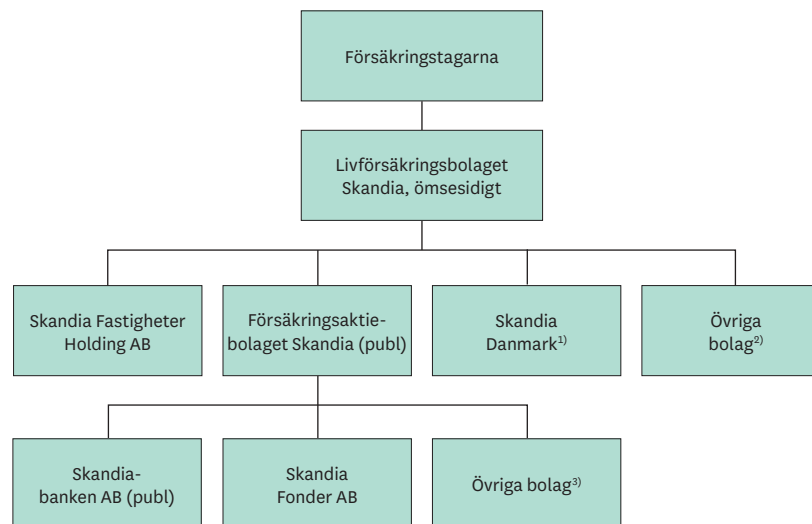 Försäkringstagarna
Livförsäkringsbolaget
Skandia, ömsesidigt
Skandia Fastigheter
Holding AB
Försäkringsaktie-
bolaget Skandia (publ)
Skandia
Danmark¹⁾
Övriga
bolag²⁾
Skandia-
banken AB (publ)
Skandia
Fonder AB
Övriga bolag³⁾